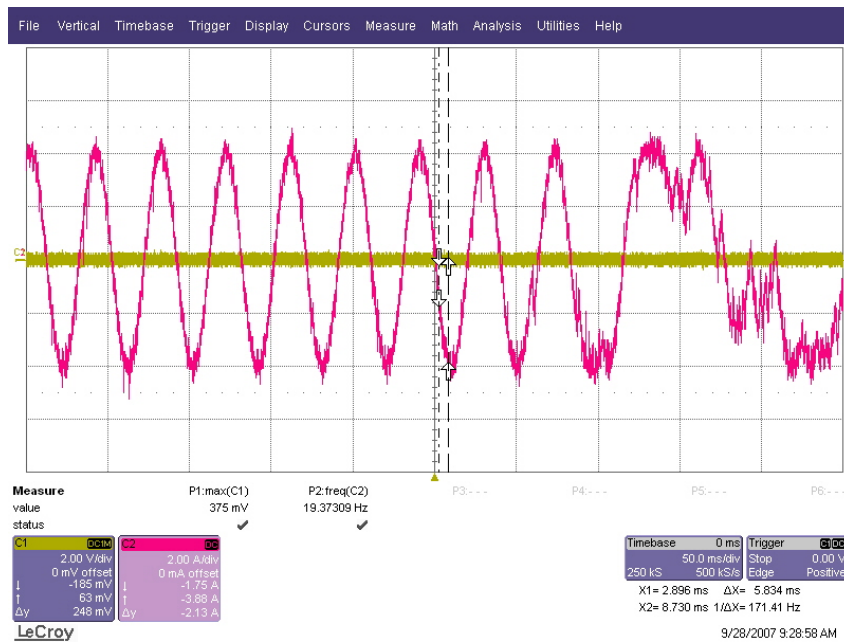 File Vertical Timebase Trigger Display Cursors Measure Math Analysis Utilities Help
C2
Measure P1:max(C1) P2:freq(C2) P3:- - - P4:- - - P5:- - - P6:- - -
value 375 mV 19.37309 Hz
status
C1 DC1M C2 DC Timebase 0 ms Trigger C1 DC
2.00 V/div 2.00 A/div 50.0 ms/div Stop 0.00 V
0 mV offset 0 mA offset 250 kS 500 kS/s Edge Positive
↓ -185 mV ↓ -1.75 A
↑ 63 mV ↑ -3.88 A X1= 2.896 ms ΔX= 5.834 ms
Δy 248 mV Δy -2.13 A X2= 8.730 ms 1/ΔX= 171.41 Hz
LeCroy 9/28/2007 9:28:58 AM